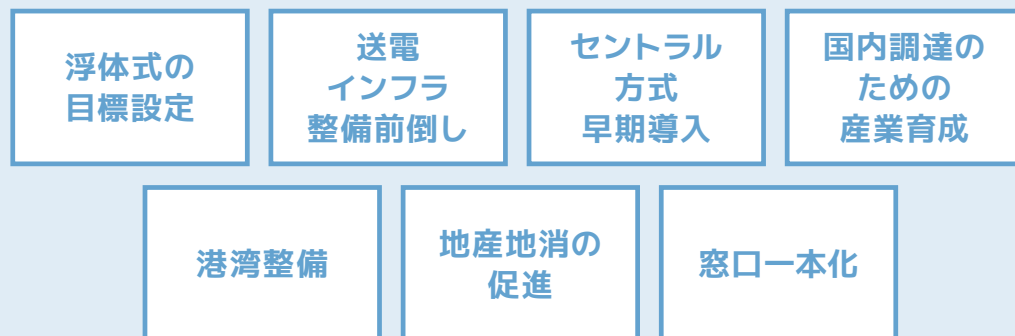 浮体式の
目標設定
送電
インフラ
整備前倒し
セントラル
方式
早期導入
国内調達の
ための
産業育成
港湾整備
地産地消の
促進
窓口一本化